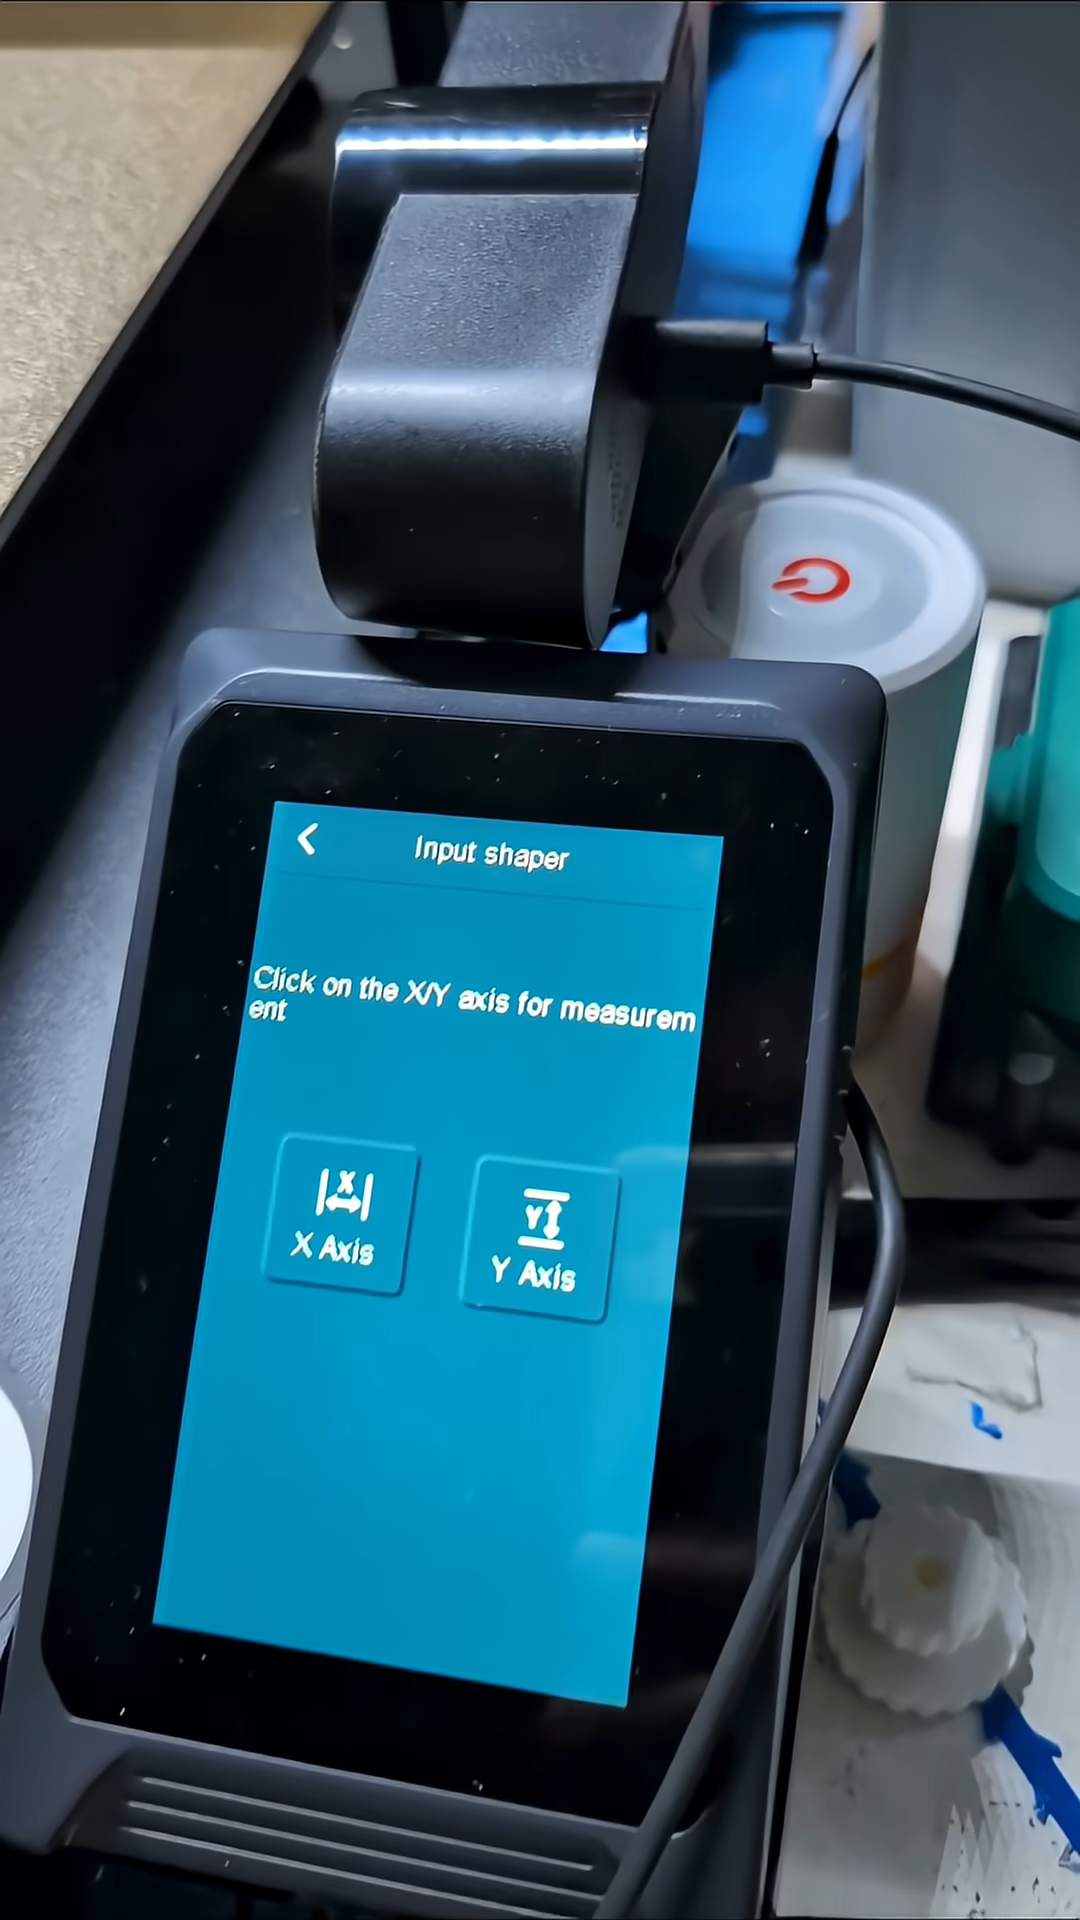 Input shaper
Click on the X/Y axis for measurem
ent
X
X Axis
Y
Y Axis